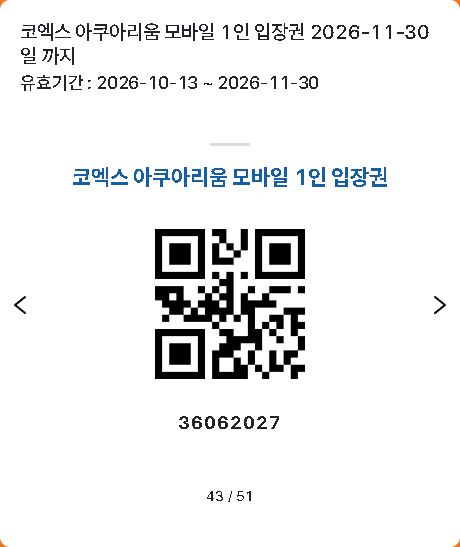 코엑스 아쿠아리움 모바일 1인 입장권 2026-11-30
일 까지
유효기간 : 2026-10-13 ~ 2026-11-30
코엑스 아쿠아리움 모바일 1인 입장권
36062027
43 / 51